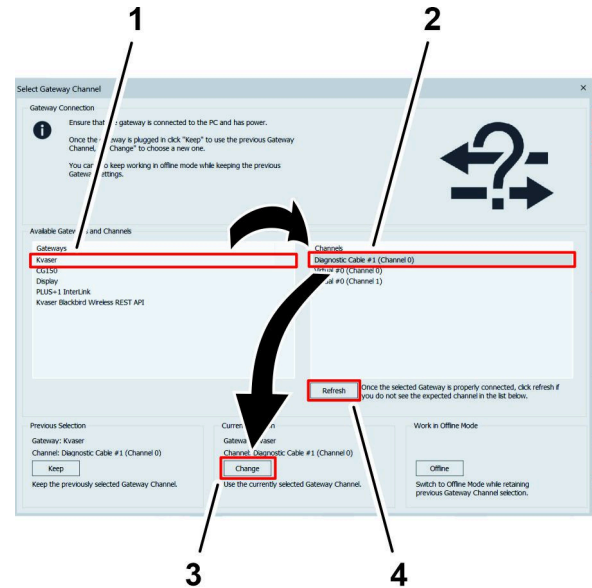 1
2
Select Gateway Channel
×
Gateway Connection
Ensure that gateway is connected to the PC and has power.
Once the Gateway is plugged in click "Keep" to use the previous Gateway
Channel, "Change" to choose a new one.
You can keep working in offline mode while keeping the previous
Gateway settings.
Available Gateways and Channels
Gateways
Kvaser
CG150
Display
PLUS+1 InterLink
Kvaser Blackbird Wireless REST API
Channels
Diagnostic Cable #1 (Channel 0)
Virtual #0 (Channel 0)
Virtual #0 (Channel 1)
Refresh
Once the selected Gateway is properly connected, click refresh if
you do not see the expected channel in the list below.
Previous Selection
Gateway: Kvaser
Channel: Diagnostic Cable #1 (Channel 0)
Keep
Keep the previously selected Gateway Channel.
Current
Gateway: Kvaser
Channel: Diagnostic Cable #1 (Channel 0)
Change
Use the currently selected Gateway Channel.
Work in Offline Mode
Offline
Switch to Offline Mode while retaining
previous Gateway Channel selection.
3
4